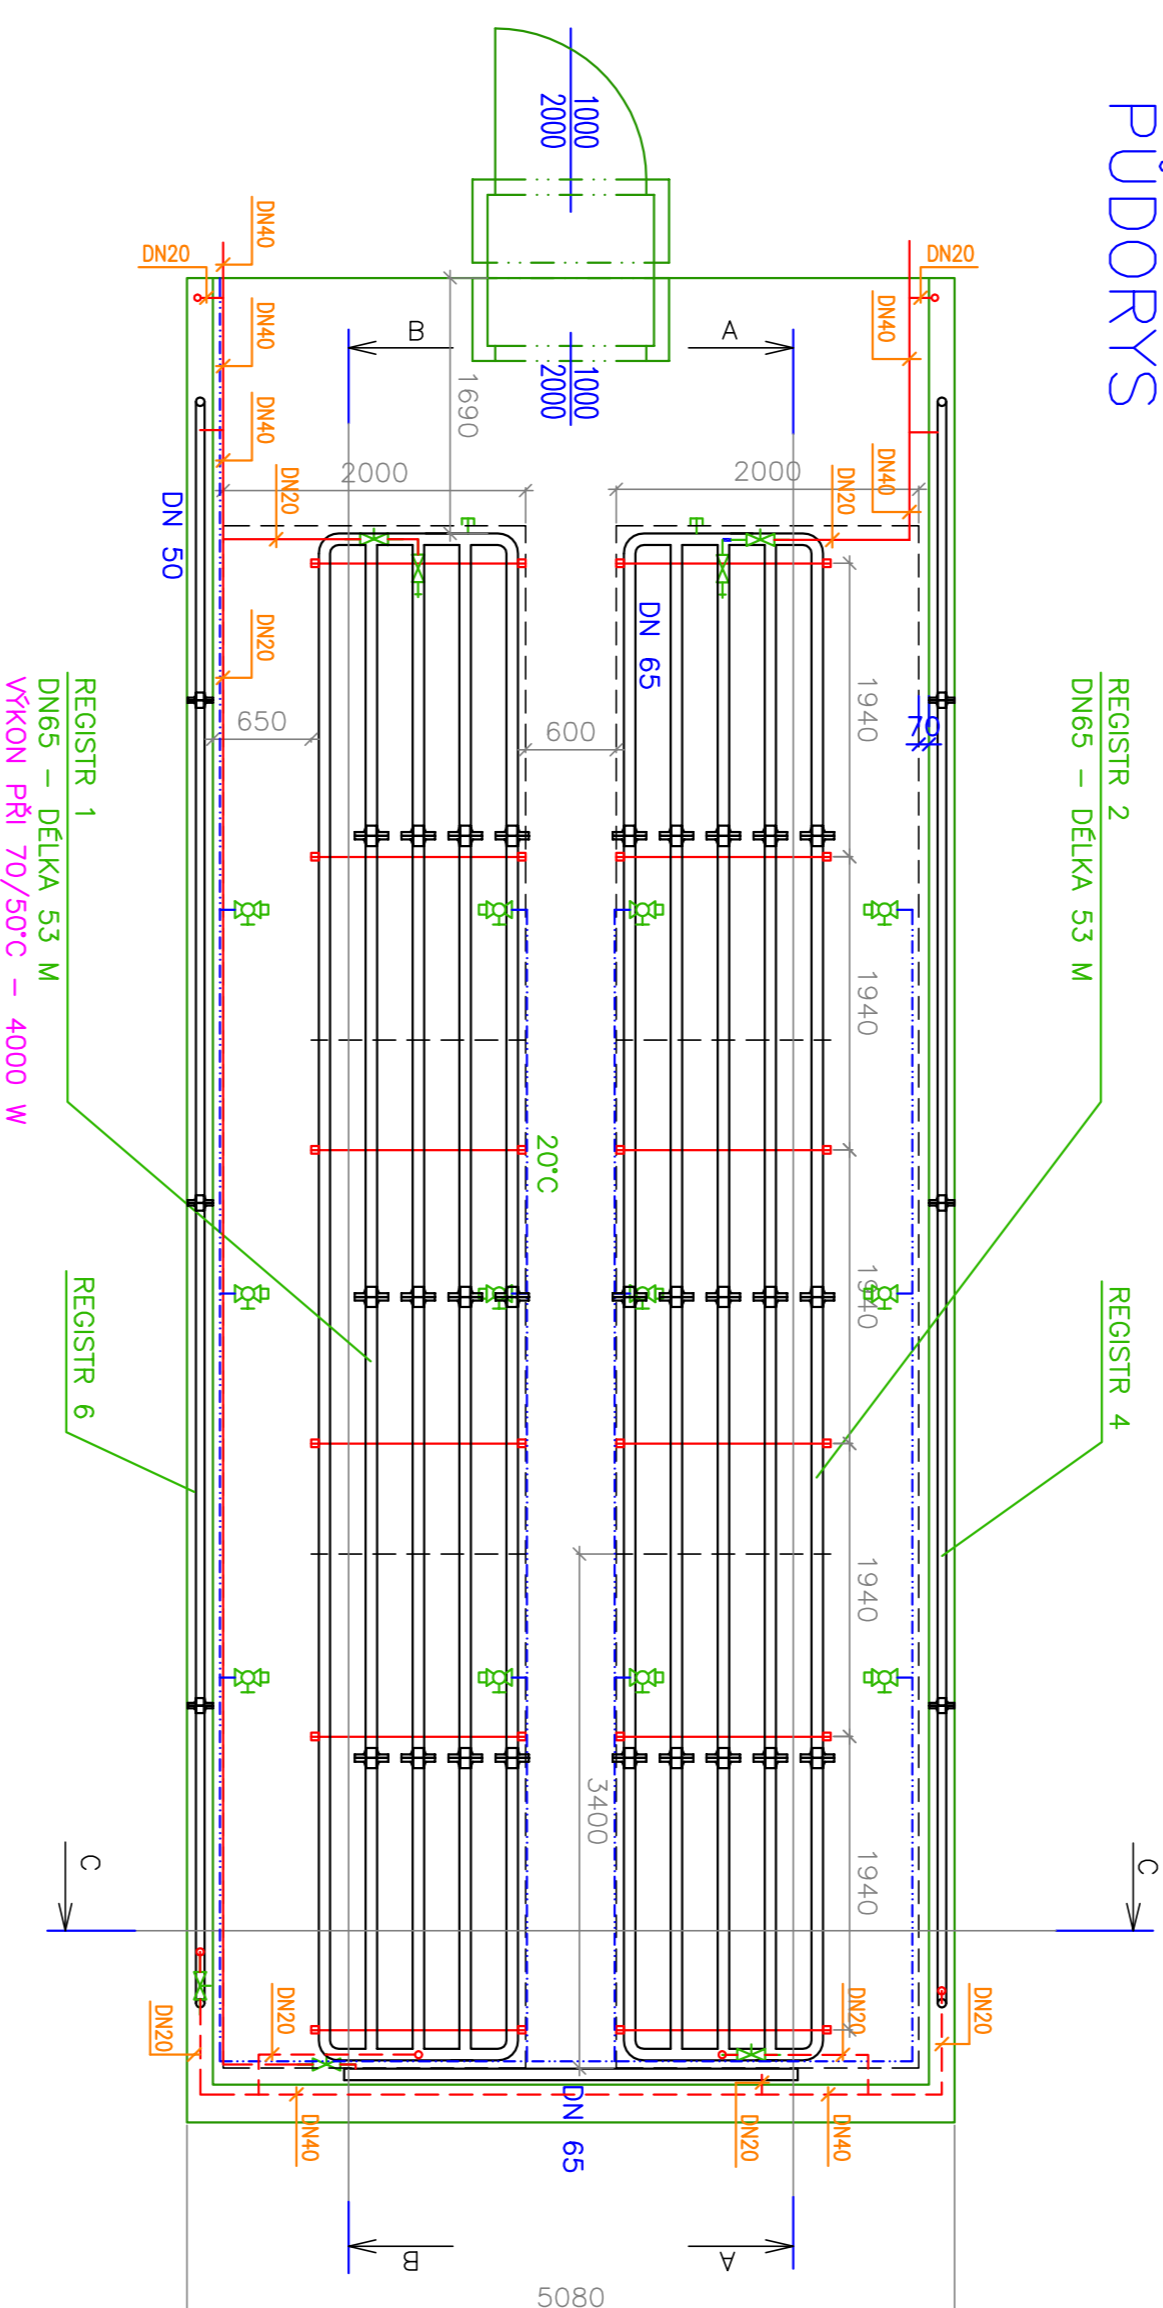 PŮDORYS
1000
2000
DN40
DN20
DN20
DN40
DN40
B
A
1000
2000
1690
DN40
DN40
2000
2000
DN20
DN20
DN 50
DN 65
DN20
650
600
70
1940
REGISTR 2
DN65 - DÉLKA 53 M
REGISTR 1
DN65 - DÉLKA 53 M
VÝKON PŘI 70/50°C - 4000 W
1940
20°C
1940
REGISTR 4
REGISTR 6
1940
3400
1940
C
C
DN20
DN20
DN20
DN20
DN40
DN 65
DN20
DN40
B
A
5080